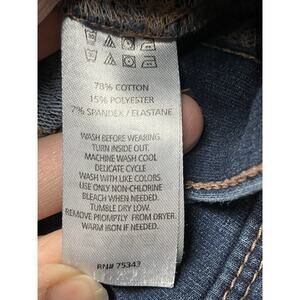 78% COTTON
15% POLYESTER
7% SPANDEX / ELASTANE
WASH BEFORE WEARING.
TURN INSIDE OUT.
MACHINE WASH COOL
DELICATE CYCLE
WASH WITH LIKE COLORS.
USE ONLY NON-CHLORINE
BLEACH WHEN NEEDED.
TUMBLE DRY LOW.
REMOVE PROMPTLY FROM DRYER.
WARM IRON IF NEEDED.
RN# 75343